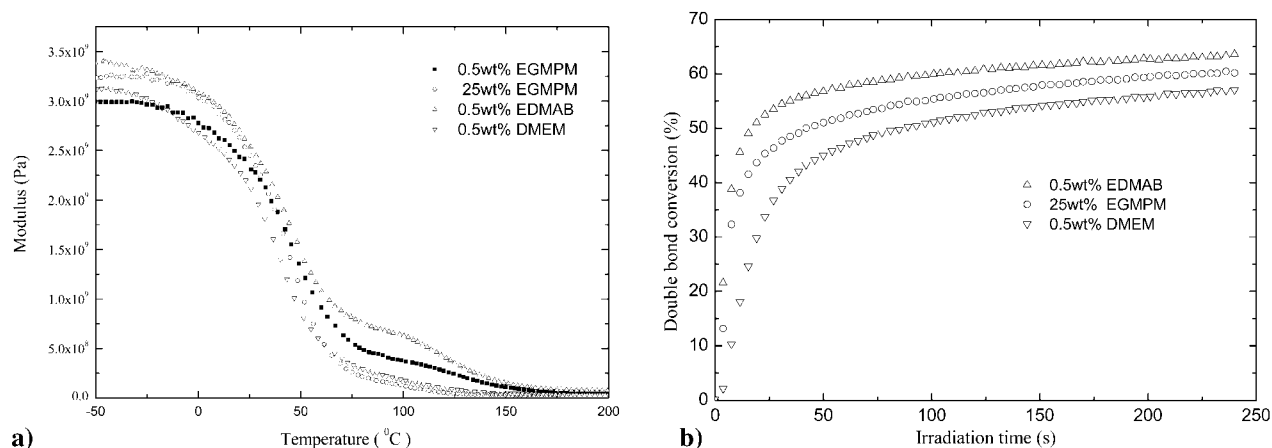 3.5x10⁹
3.0x10⁹
2.5x10⁹
2.0x10⁹
1.5x10⁹
1.0x10⁹
5.0x10⁸
0.0
Modulus (Pa)
0.5wt% EGMPM
25wt% EGMPM
0.5wt% EDMAB
0.5wt% DMEM
-50 0 50 100 150 200
Temperature ( ⁰C )
a)
70
60
50
40
30
20
10
0
Double bond conversion (%)
0.5wt% EDMAB
25wt% EGMPM
0.5wt% DMEM
0 50 100 150 200 250
Irradiation time (s)
b)